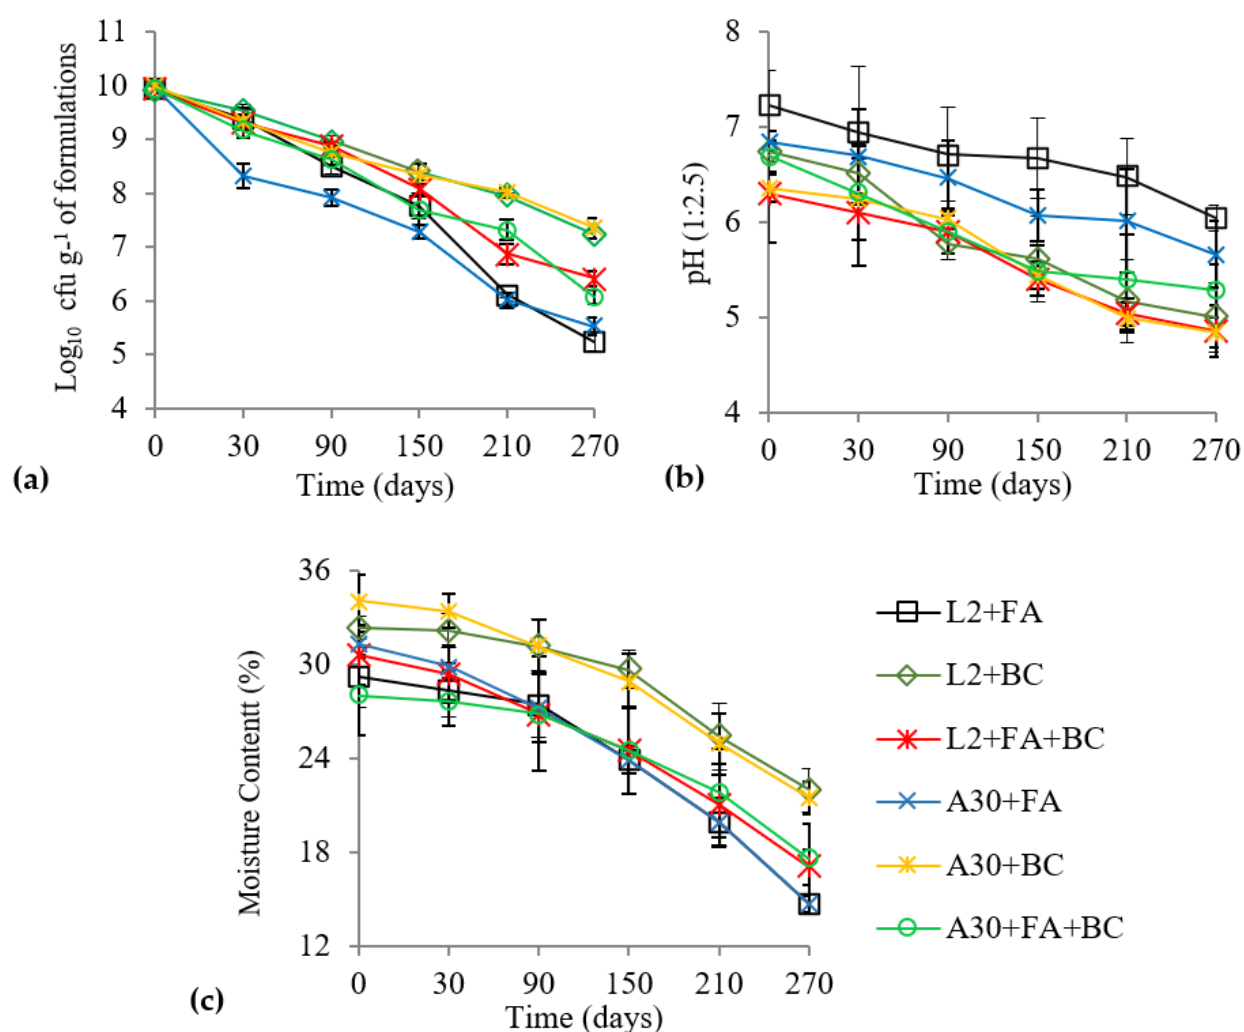 11
10
9
8
7
6
5
4
Log₁₀ cfu g-¹ of formulations
0 30 90 150 210 270
Time (days)
(a)
8
7
6
5
4
pH (1:2.5)
0 30 90 150 210 270
Time (days)
(b)
36
30
24
18
12
Moisture Contentt (%)
0 30 90 150 210 270
Time (days)
(c)
L2+FA
L2+BC
L2+FA+BC
A30+FA
A30+BC
A30+FA+BC